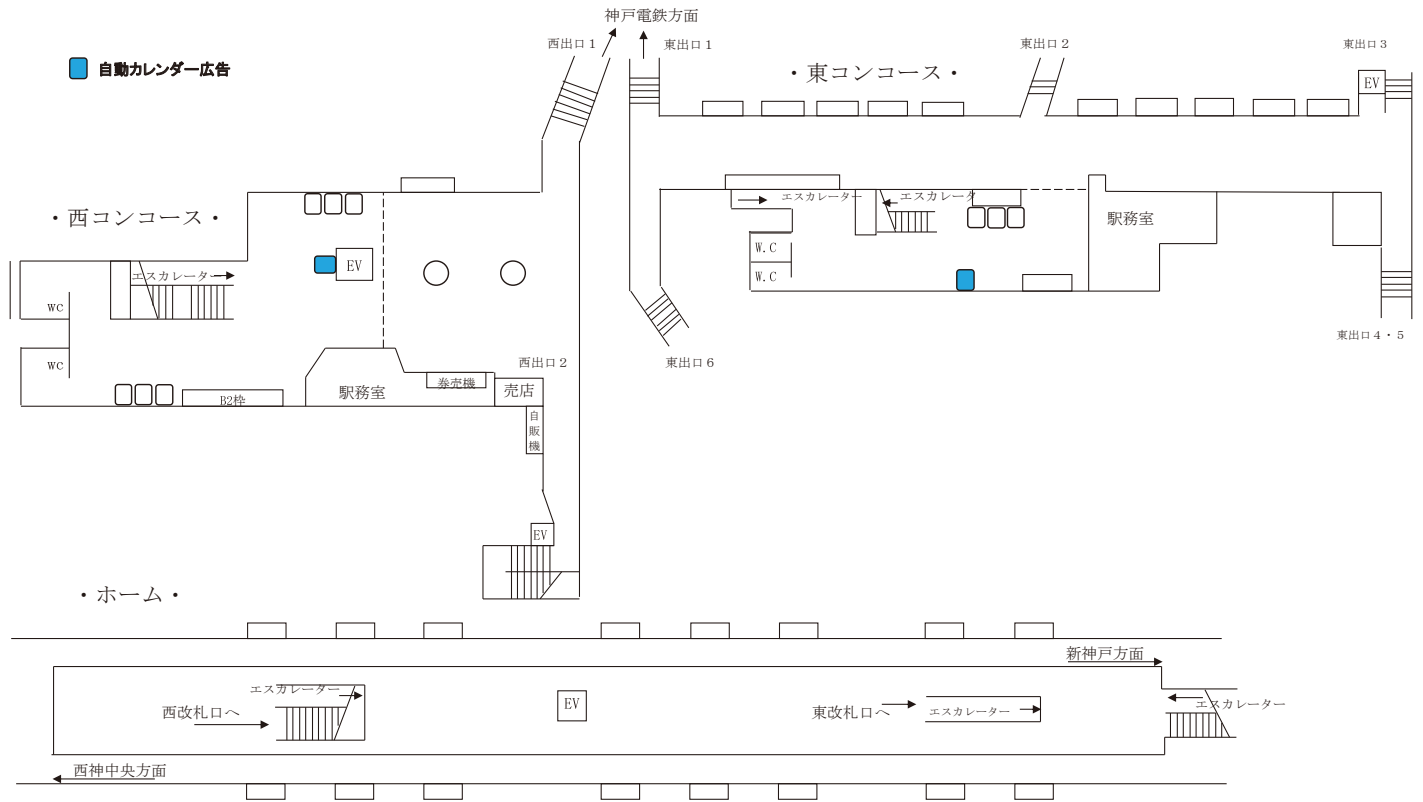 神戸電鉄方面
西出口１
東出口１
東出口２
東出口３
自動カレンダー広告
・東コンコース・
EV
・西コンコース・
エスカレーター
エスカレータ
駅務室
W.C
W.C
EV
エスカレーター
WC
WC
西出口２
東出口６
東出口４・５
駅務室
券売機
売店
B2枠
自販機
EV
・ホーム・
新神戸方面
エスカレーター
西改札口へ
EV
東改札口へ
エスカレーター
エスカレーター
西神中央方面